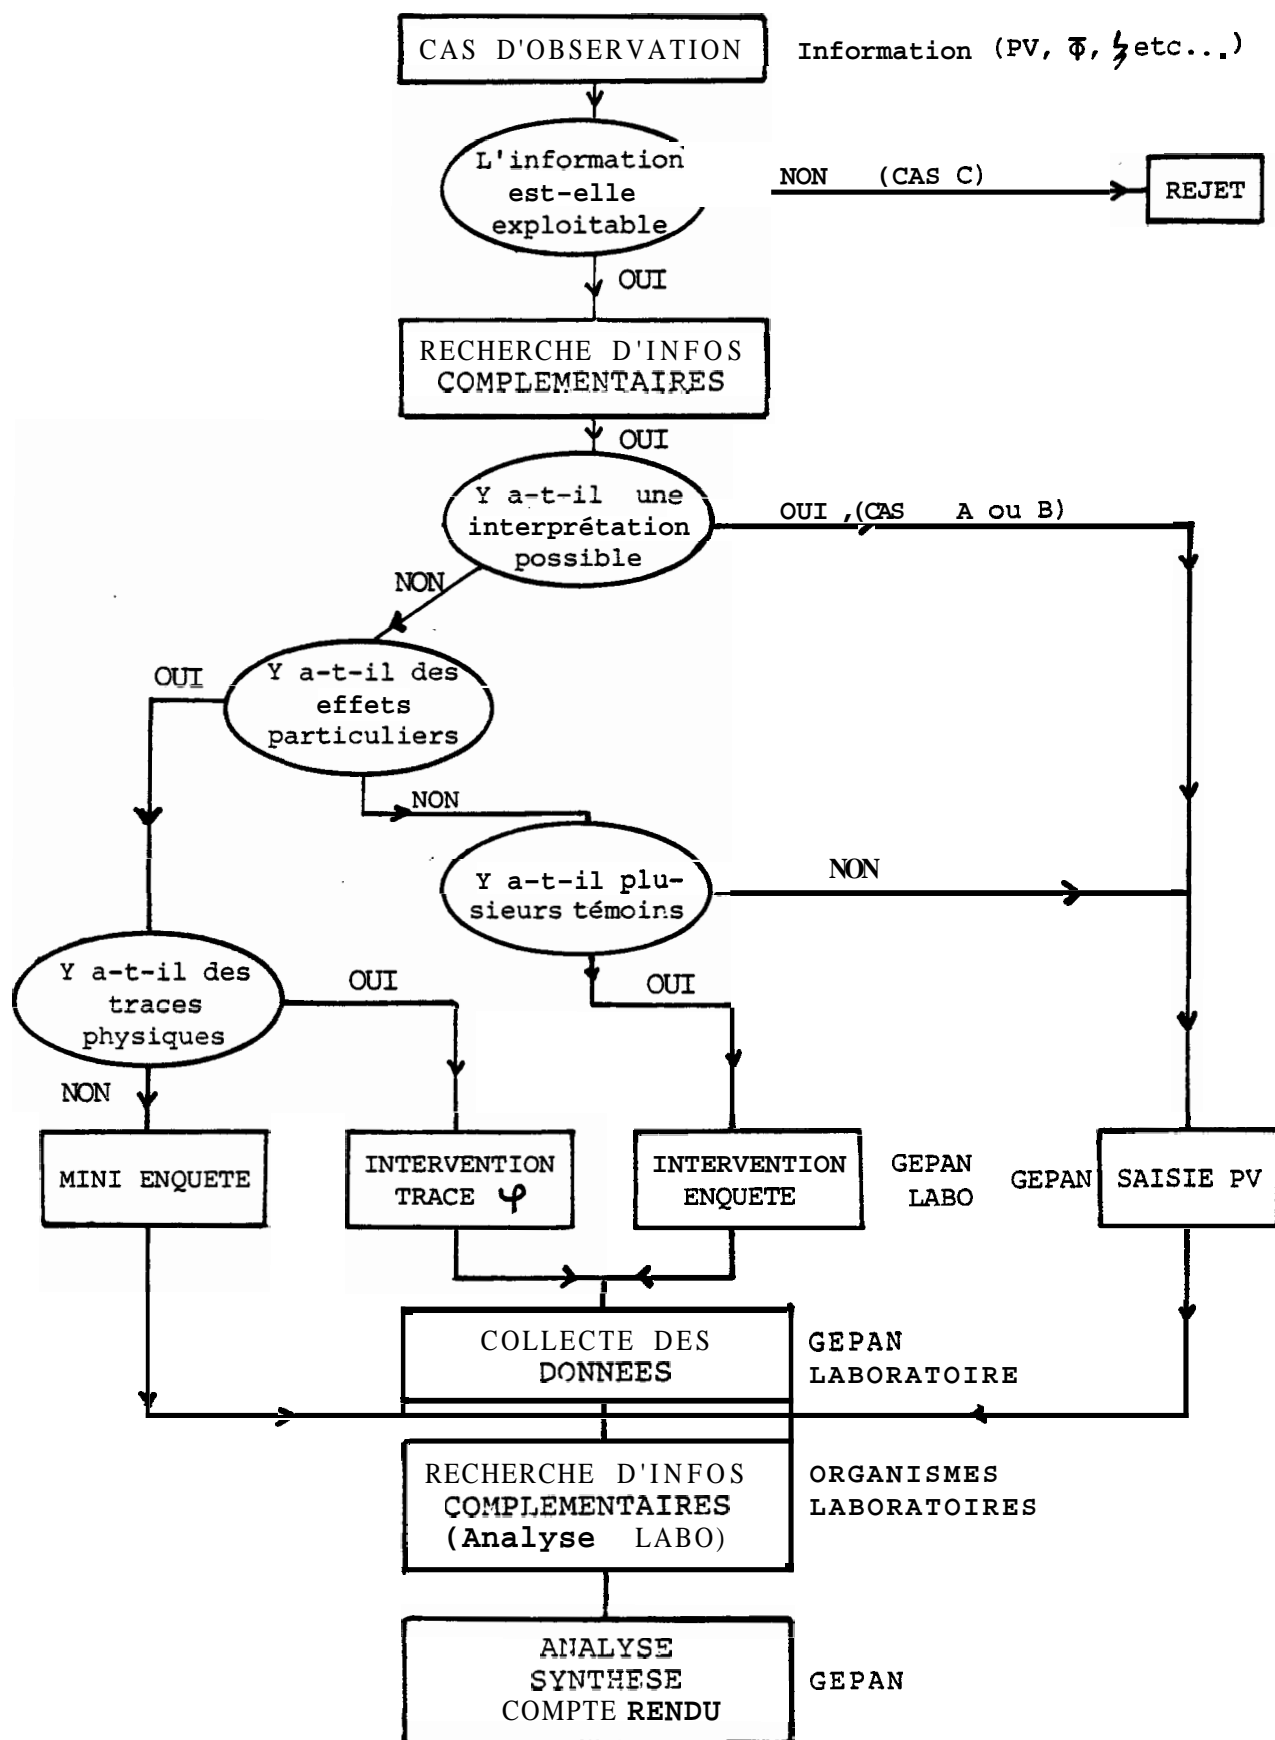 CAS D'OBSERVATION
Information (PV, Φ, ϟ etc...)
L'information
est-elle
exploitable
NON (CAS C)
REJET
OUI
RECHERCHE D'INFOS
COMPLEMENTAIRES
OUI
Y a-t-il une
interprétation
possible
OUI ,(CAS A ou B)
NON
Y a-t-il des
effets
particuliers
OUI
NON
Y a-t-il plu-
sieurs témoins
NON
Y a-t-il des
traces
physiques
OUI
OUI
NON
MINI ENQUETE
INTERVENTION
TRACE φ
INTERVENTION
ENQUETE
GEPAN
LABO
GEPAN
SAISIE PV
COLLECTE DES
DONNEES
GEPAN
LABORATOIRE
RECHERCHE D'INFOS
COMPLEMENTAIRES
(Analyse LABO)
ORGANISMES
LABORATOIRES
ANALYSE
SYNTHESE
COMPTE RENDU
GEPAN